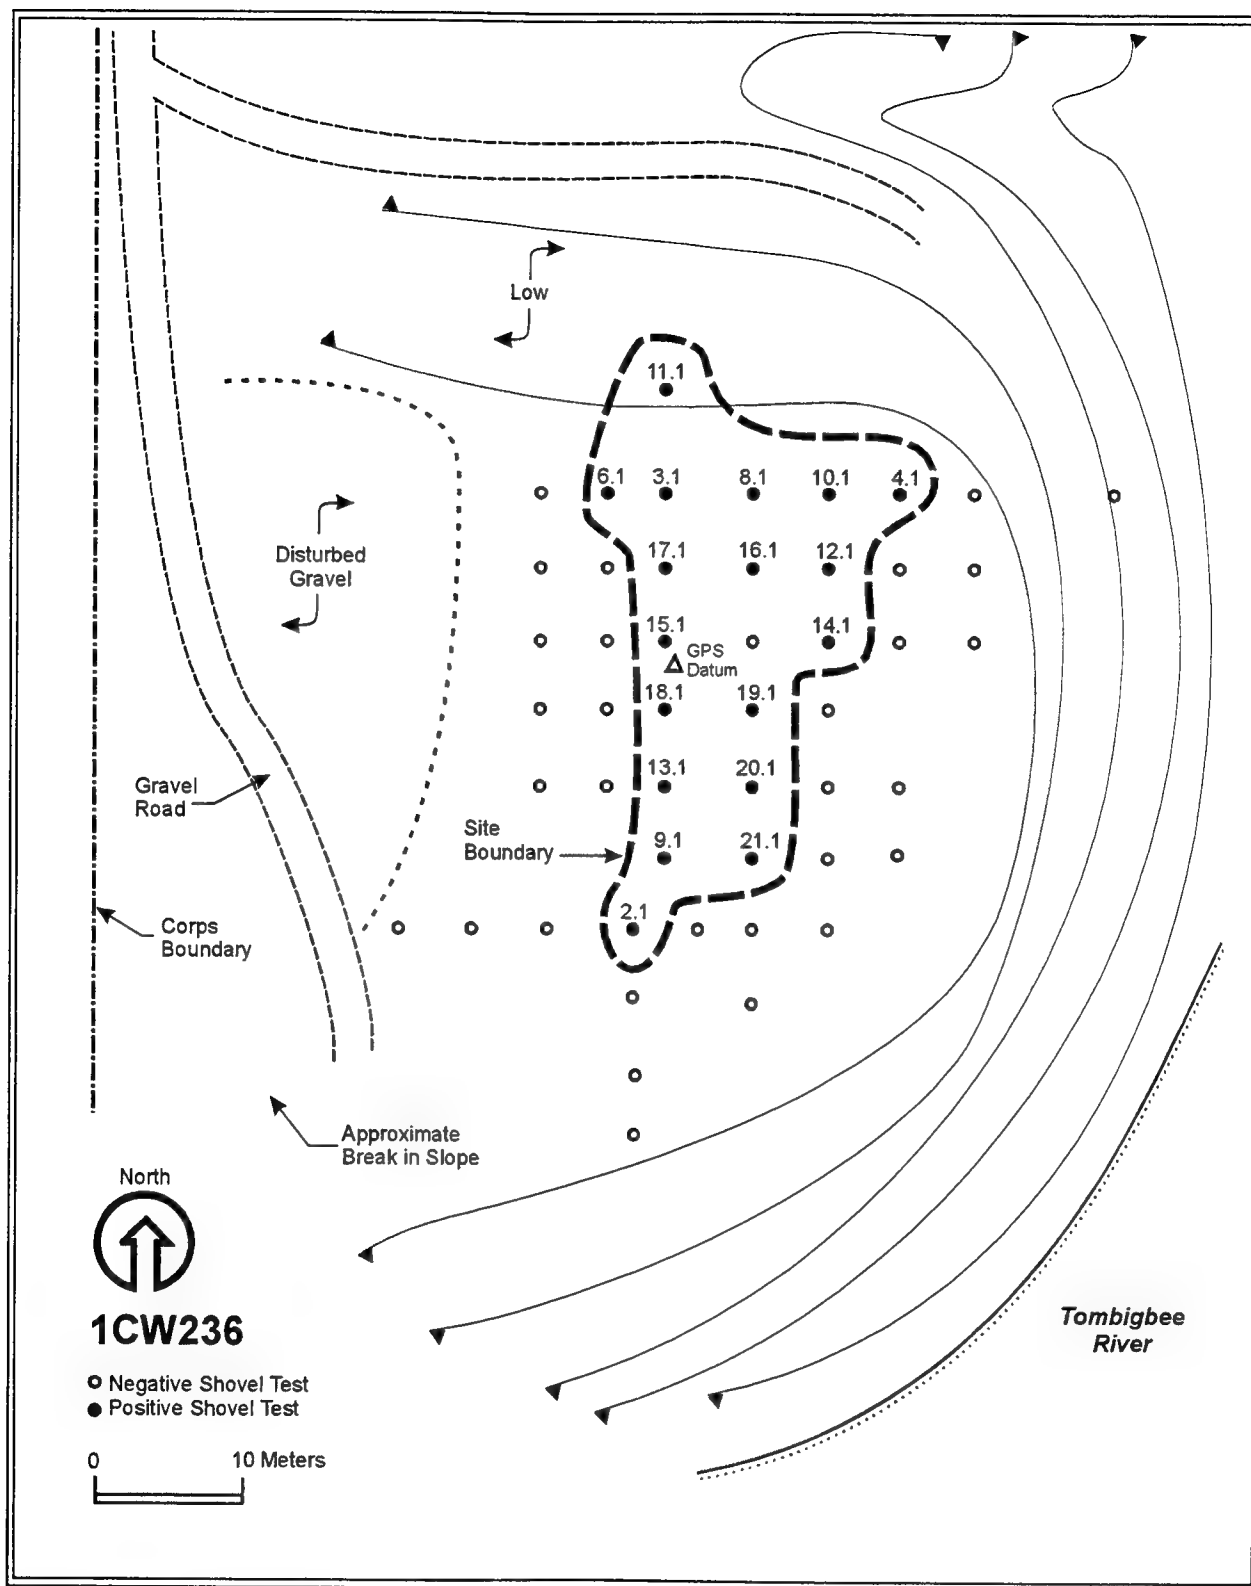 Low
11.1
6.1 3.1 8.1 10.1 4.1
Disturbed
Gravel
17.1 16.1 12.1
15.1 14.1
GPS
Datum
18.1 19.1
Gravel
Road
13.1 20.1
Site
Boundary
9.1 21.1
2.1
Corps
Boundary
Approximate
Break in Slope
North
1CW236
Negative Shovel Test
Positive Shovel Test
0 10 Meters
Tombigbee
River